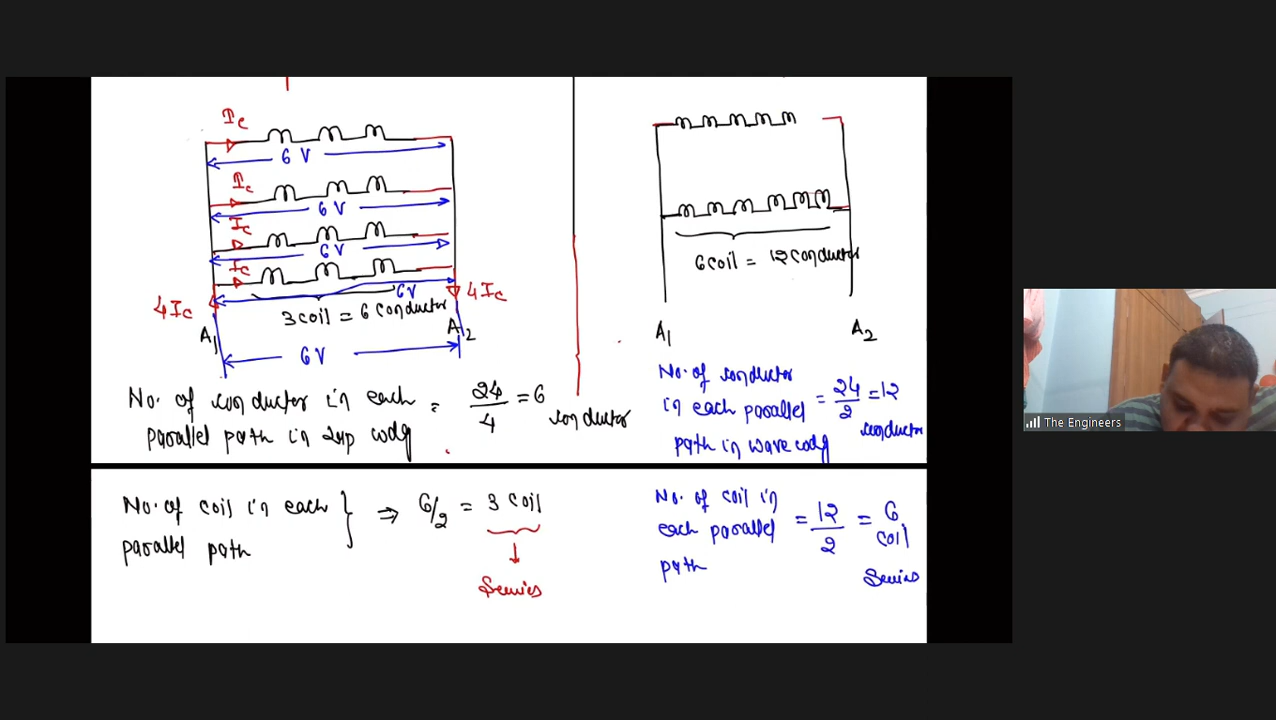 Ic
6 V
Ic
6 V
Ic
6 V
Ic
6V
4Ic
4Ic
3 coil = 6 conductor
A1
A2
6 V
No. of conductor in each
parallel path in lap wdg
= 24/4 = 6
conductor
6 coil = 12 conductor
A1
A2
No. of conductor
in each parallel
path in wave wdg
= 24/2 = 12
conductor
No. of coil in each
parallel path
} ⇒ 6/2 = 3 coil
↓
Series
No. of coil in
each parallel
path
= 12/2 = 6
coil
Series
The Engineers